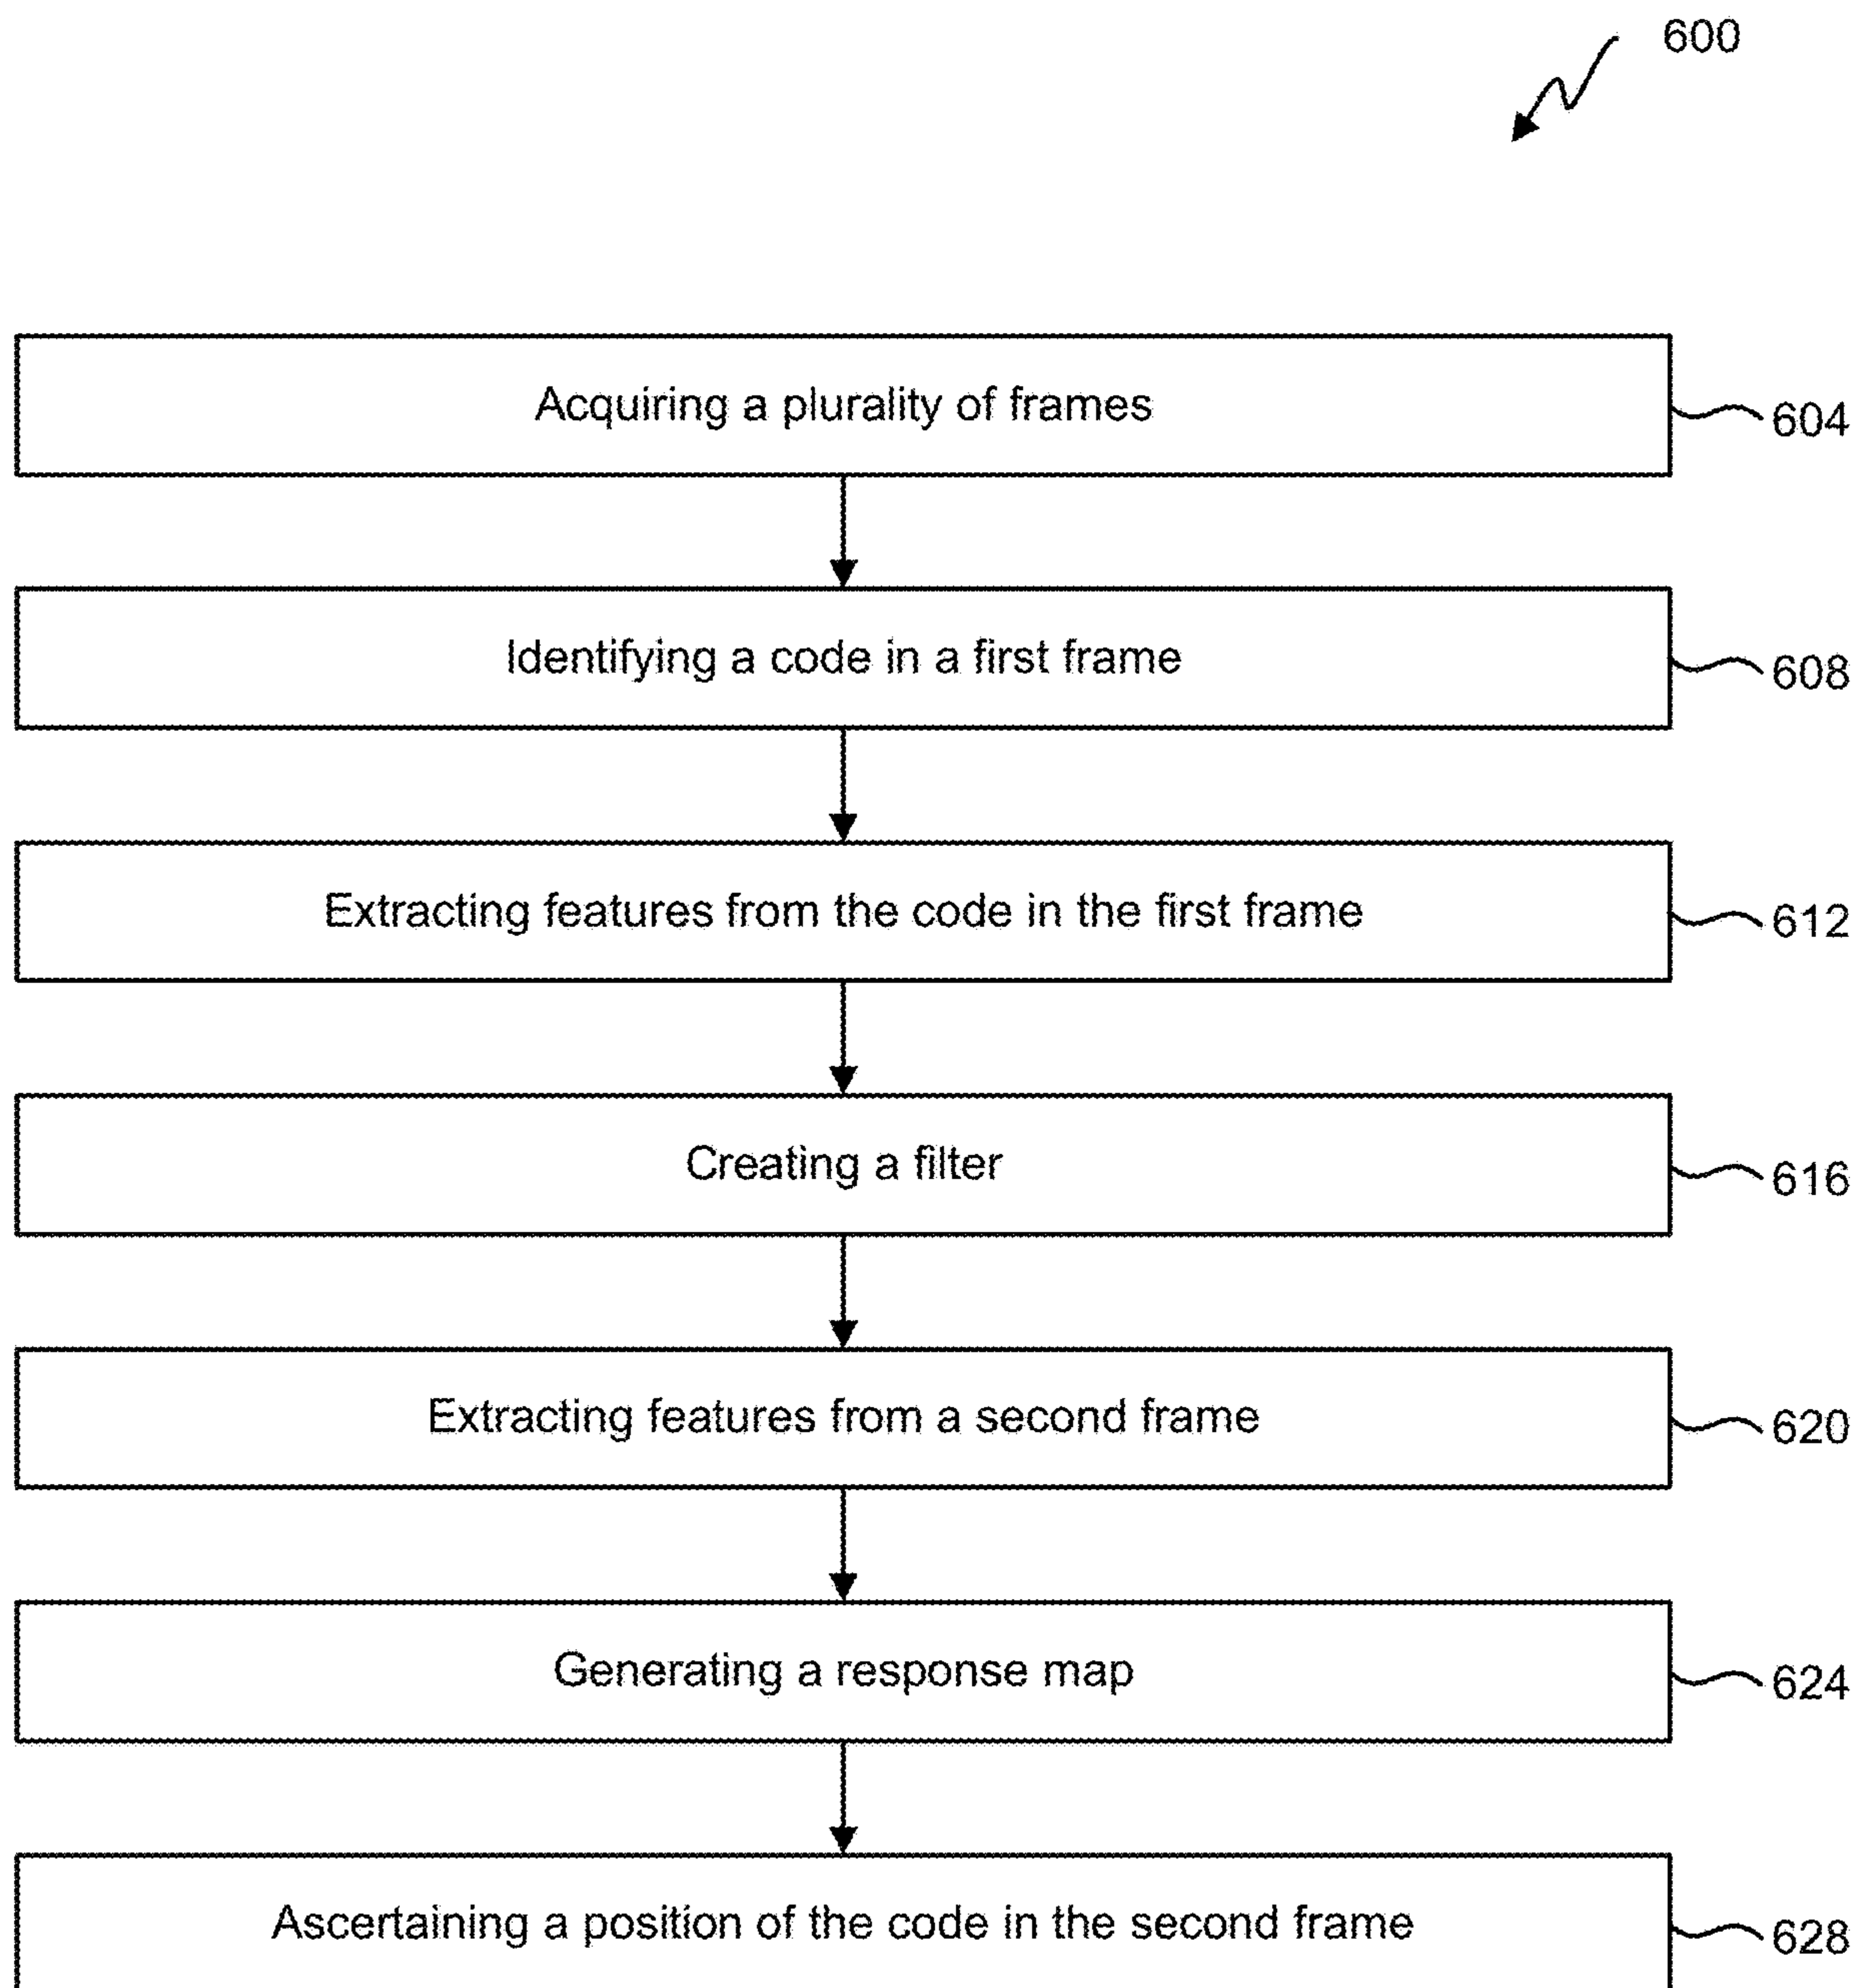 600
Acquiring a plurality of frames
604
Identifying a code in a first frame
608
Extracting features from the code in the first frame
612
Creating a filter
616
Extracting features from a second frame
620
Generating a response map
624
Ascertaining a position of the code in the second frame
628